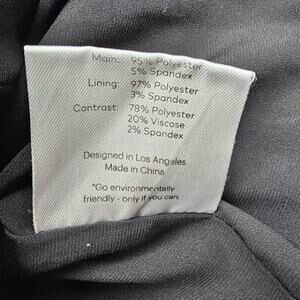 Main: 95% Polyester
5% Spandex
Lining: 97% Polyester
3% Spandex
Contrast: 78% Polyester
20% Viscose
2% Spandex
Designed in Los Angeles
Made in China
*Go environmentally
friendly - only if you can.